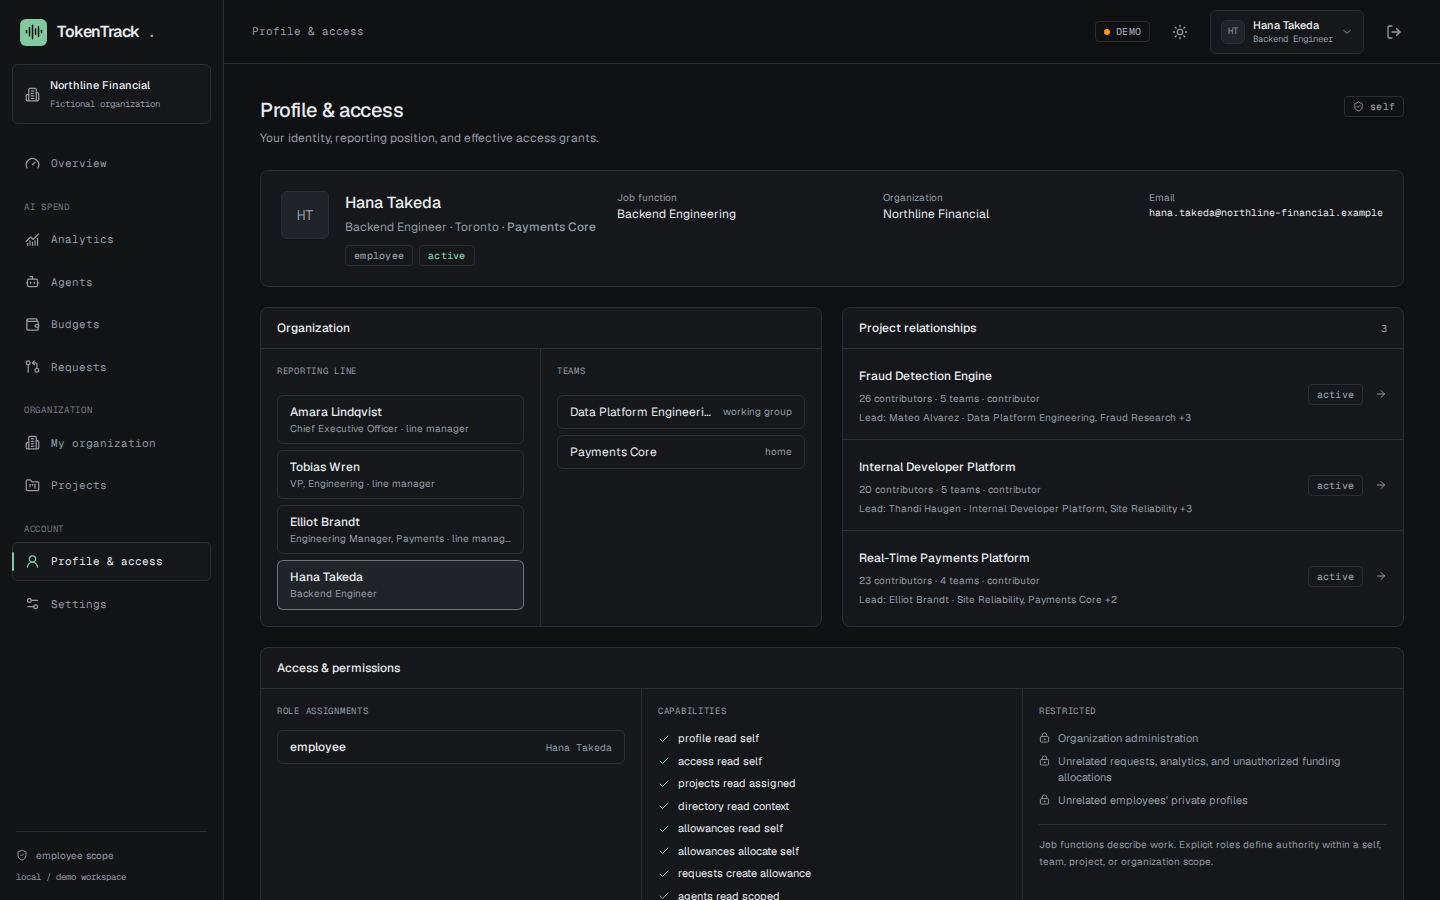 TokenTrack .
Northline Financial
Fictional organization
Overview
AI SPEND
Analytics
Agents
Budgets
Requests
ORGANIZATION
My organization
Projects
ACCOUNT
Profile & access
Settings
employee scope
local / demo workspace
Profile & access
DEMO
HT
Hana Takeda
Backend Engineer
Profile & access
Your identity, reporting position, and effective access grants.
self
HT
Hana Takeda
Backend Engineer · Toronto · Payments Core
employee
active
Job function
Backend Engineering
Organization
Northline Financial
Email
hana.takeda@northline-financial.example
Organization
REPORTING LINE
Amara Lindqvist
Chief Executive Officer · line manager
Tobias Wren
VP, Engineering · line manager
Elliot Brandt
Engineering Manager, Payments · line manag…
Hana Takeda
Backend Engineer
TEAMS
Data Platform Engineeri… working group
Payments Core home
Project relationships 3
Fraud Detection Engine
26 contributors · 5 teams · contributor
Lead: Mateo Alvarez · Data Platform Engineering, Fraud Research +3
active
Internal Developer Platform
20 contributors · 5 teams · contributor
Lead: Thandi Haugen · Internal Developer Platform, Site Reliability +3
active
Real-Time Payments Platform
23 contributors · 4 teams · contributor
Lead: Elliot Brandt · Site Reliability, Payments Core +2
active
Access & permissions
ROLE ASSIGNMENTS
employee Hana Takeda
CAPABILITIES
profile read self
access read self
projects read assigned
directory read context
allowances read self
allowances allocate self
requests create allowance
agents read scoped
RESTRICTED
Organization administration
Unrelated requests, analytics, and unauthorized funding
allocations
Unrelated employees' private profiles
Job functions describe work. Explicit roles define authority within a self,
team, project, or organization scope.